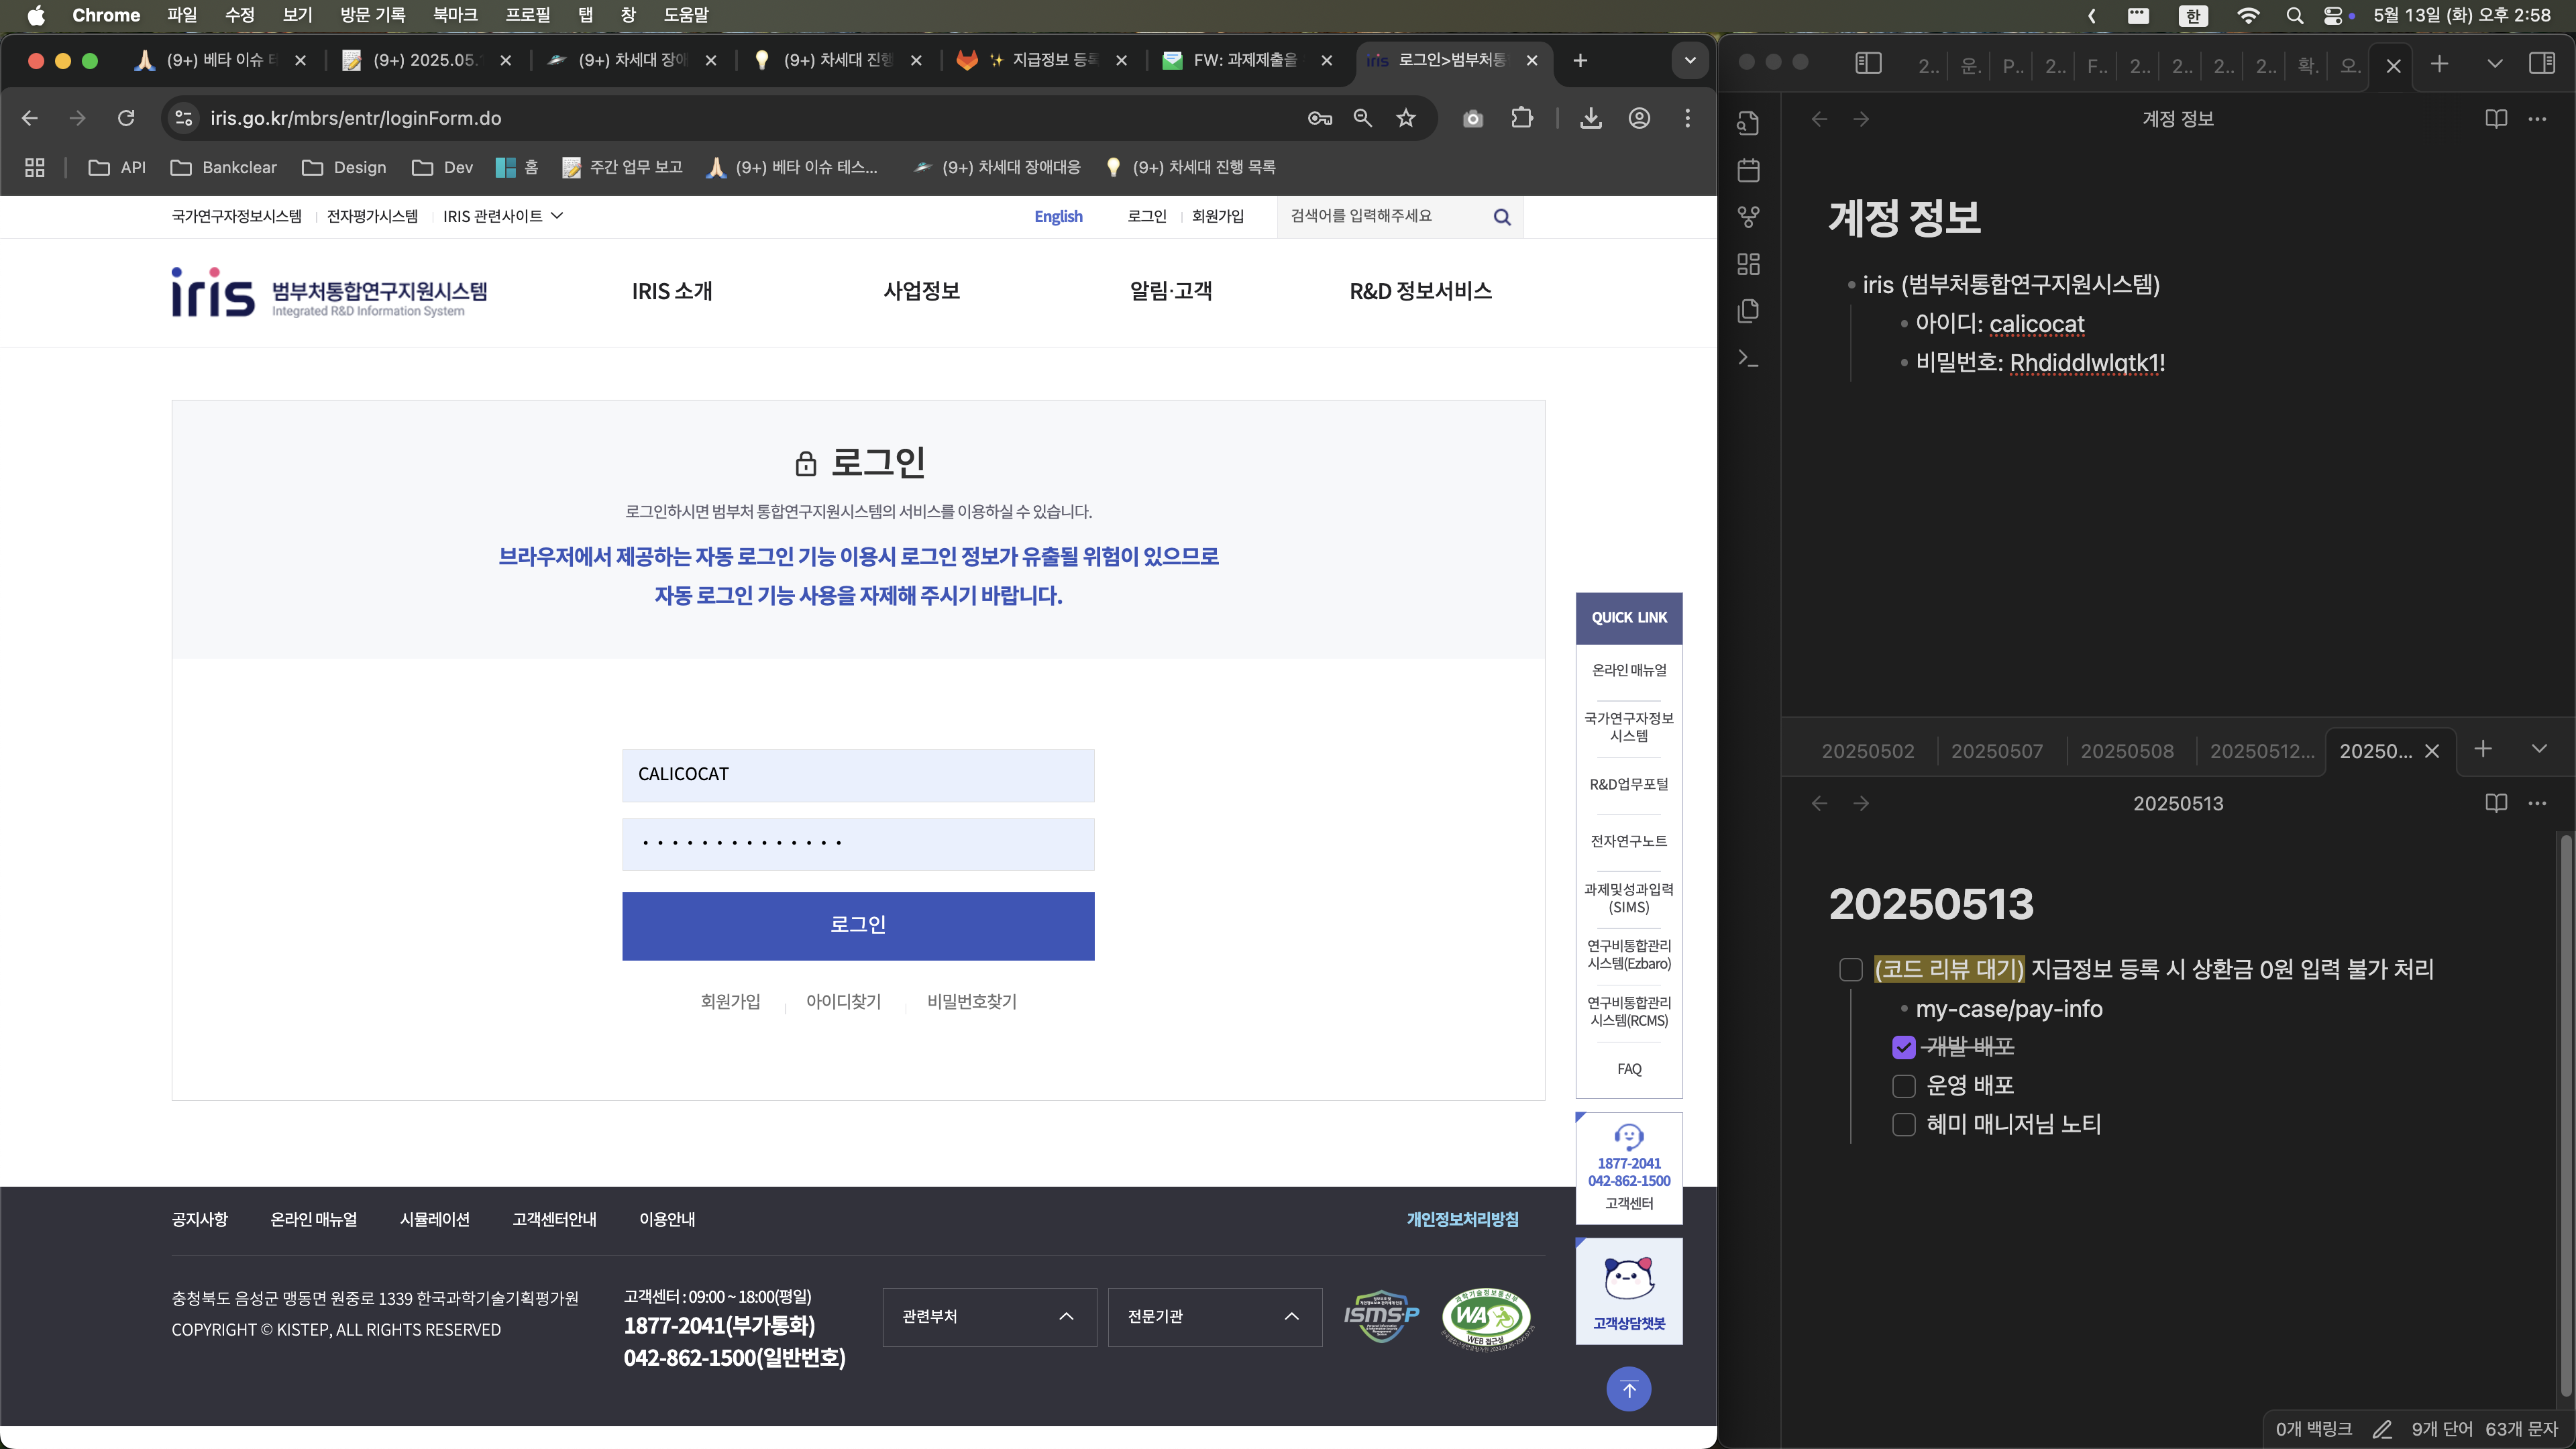 Chrome 파일 수정 보기 방문 기록 북마크 프로필 탭 창 도움말
한 5월 13일 (화) 오후 2:58
(9+) 베타 이슈
(9+) 2025.05.
(9+) 차세대 장애
(9+) 차세대 진행
지급정보 등록
FW: 과제제출을
iris 로그인>범부처통
iris.go.kr/mbrs/entr/loginForm.do
API Bankclear Design Dev 홈 주간 업무 보고 (9+) 베타 이슈 테스... (9+) 차세대 장애대응 (9+) 차세대 진행 목록
국가연구자정보시스템 전자평가시스템 IRIS 관련사이트
English 로그인 회원가입 검색어를 입력해주세요
iris 범부처통합연구지원시스템
Integrated R&D Information System
IRIS 소개 사업정보 알림·고객 R&D 정보서비스
로그인
로그인하시면 범부처 통합연구지원시스템의 서비스를 이용하실 수 있습니다.
브라우저에서 제공하는 자동 로그인 기능 이용시 로그인 정보가 유출될 위험이 있으므로
자동 로그인 기능 사용을 자제해 주시기 바랍니다.
CALICOCAT
• • • • • • • • • • • • • •
로그인
회원가입 아이디찾기 비밀번호찾기
QUICK LINK
온라인 매뉴얼
국가연구자정보
시스템
R&D업무포털
전자연구노트
과제및성과입력
(SIMS)
연구비통합관리
시스템(Ezbaro)
연구비통합관리
시스템(RCMS)
FAQ
1877-2041
042-862-1500
고객센터
고객상담챗봇
공지사항 온라인 매뉴얼 시뮬레이션 고객센터안내 이용안내
개인정보처리방침
충청북도 음성군 맹동면 원중로 1339 한국과학기술기획평가원
COPYRIGHT © KISTEP, ALL RIGHTS RESERVED
고객센터 : 09:00 ~ 18:00(평일)
1877-2041(부가통화)
042-862-1500(일반번호)
관련부처
전문기관
ISMS-P
과학기술정보통신부
WA
WEB 접근성
2.. 운. P.. 2.. F.. 2.. 2.. 2.. 2.. 확. 오.
계정 정보
계정 정보
iris (범부처통합연구지원시스템)
아이디: calicocat
비밀번호: Rhdiddlwlqtk1!
20250502 20250507 20250508 20250512... 20250...
20250513
20250513
(코드 리뷰 대기) 지급정보 등록 시 상환금 0원 입력 불가 처리
my-case/pay-info
개발 배포
운영 배포
혜미 매니저님 노티
0개 백링크 9개 단어 63개 문자